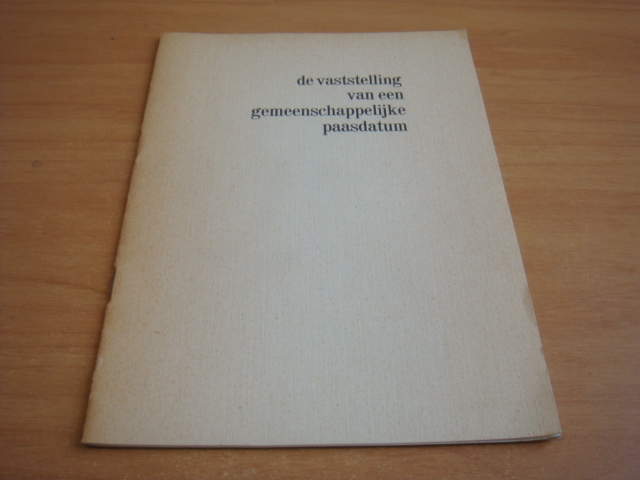 de vaststelling
van een
gemeenschappelijke
paasdatum